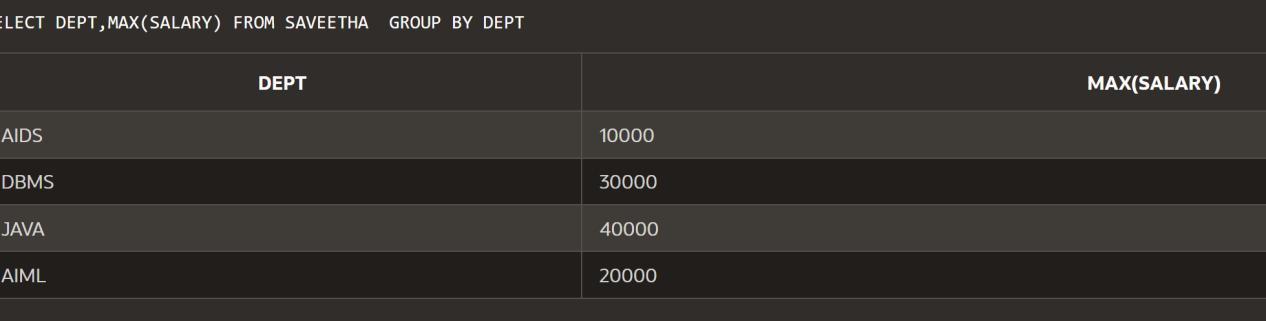 ELECT DEPT,MAX(SALARY) FROM SAVEETHA  GROUP BY DEPT
DEPT MAX(SALARY)
AIDS 10000
DBMS 30000
JAVA 40000
AIML 20000